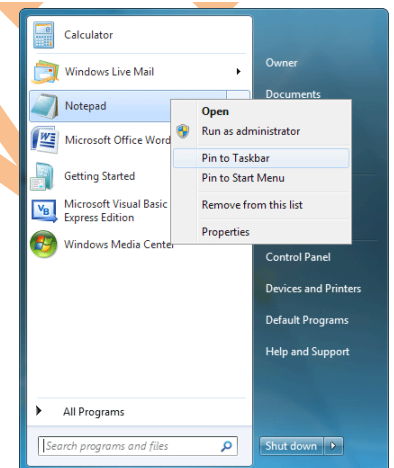 Calculator
Windows Live Mail
Notepad
Microsoft Office Word
Getting Started
Microsoft Visual Basic
Express Edition
Windows Media Center
All Programs
Search programs and files
Open
Run as administrator
Pin to Taskbar
Pin to Start Menu
Remove from this list
Properties
Owner
Documents
Control Panel
Devices and Printers
Default Programs
Help and Support
Shut down